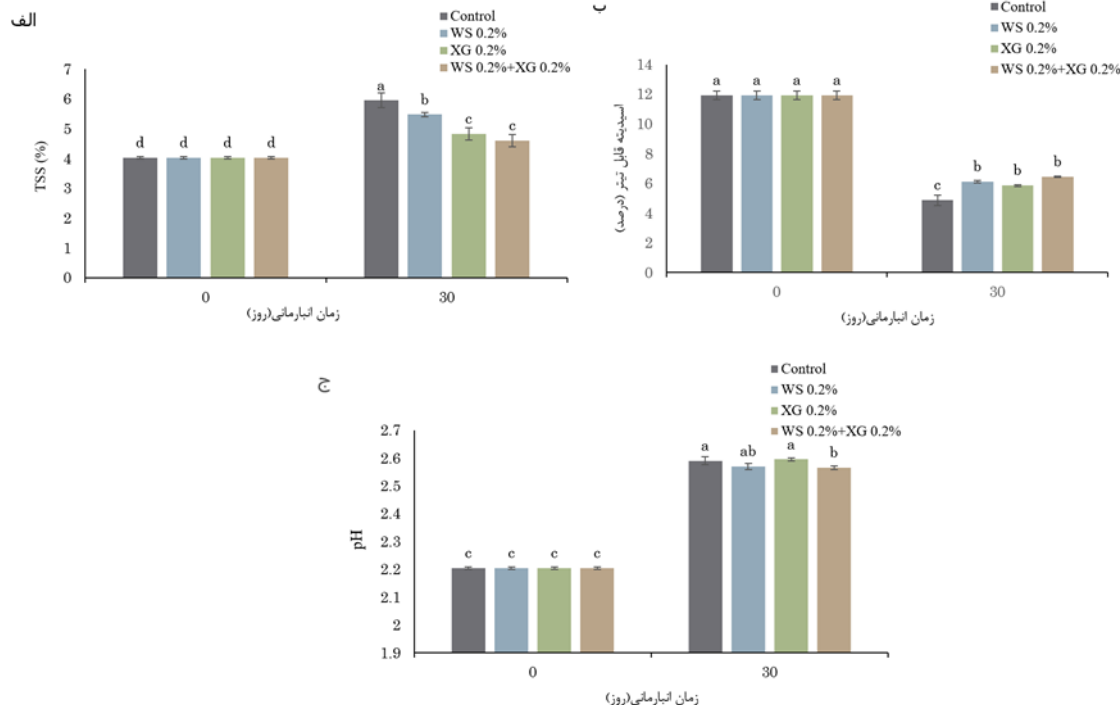 الف
Control
WS 0.2%
XG 0.2%
WS 0.2%+XG 0.2%
TSS (%)
7
6
5
4
3
2
1
0
d d d d
a b c c
0 30
زمان انبارمانی(روز)
ب
Control
WS 0.2%
XG 0.2%
WS 0.2%+XG 0.2%
اسیدیته قابل تیتر (درصد)
14
12
10
8
6
4
2
0
a a a a
c b b b
0 30
زمان انبارمانی(روز)
ج
Control
WS 0.2%
XG 0.2%
WS 0.2%+XG 0.2%
pH
2.7
2.6
2.5
2.4
2.3
2.2
2.1
2
1.9
c c c c
a ab a b
0 30
زمان انبارمانی(روز)